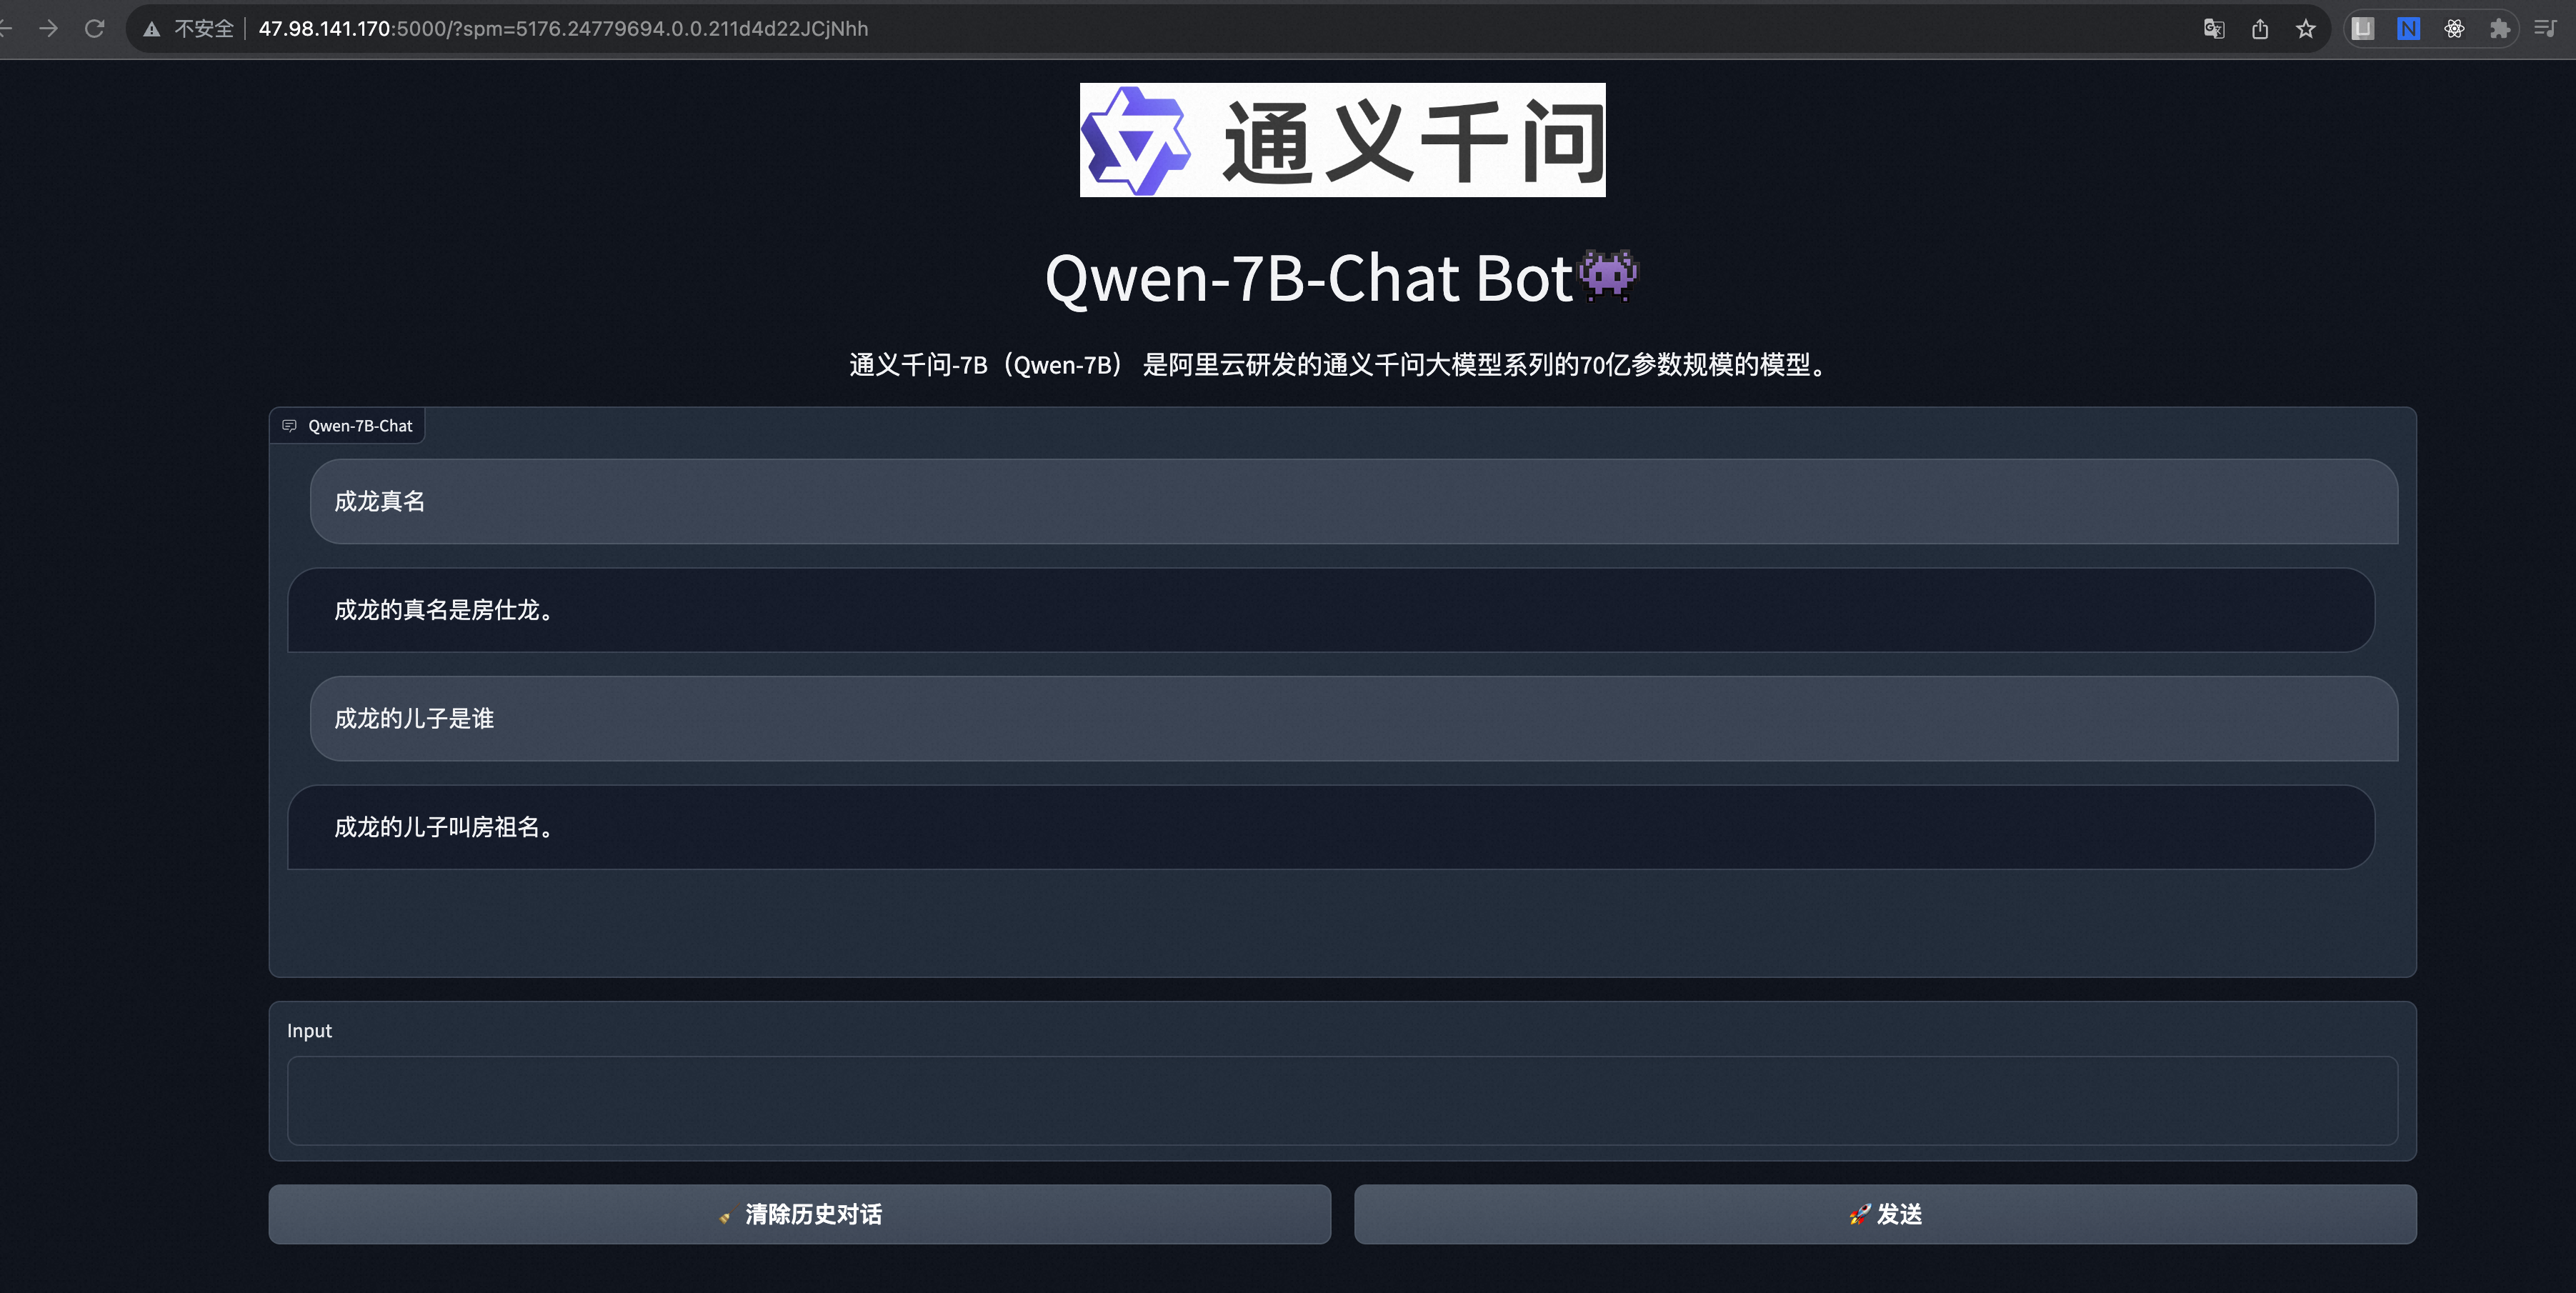 不安全 47.98.141.170:5000/?spm=5176.24779694.0.0.211d4d22JCjNhh
通义千问
Qwen-7B-Chat Bot👾
通义千问-7B（Qwen-7B） 是阿里云研发的通义千问大模型系列的70亿参数规模的模型。
Qwen-7B-Chat
成龙真名
成龙的真名是房仕龙。
成龙的儿子是谁
成龙的儿子叫房祖名。
Input
🧹 清除历史对话
🚀 发送